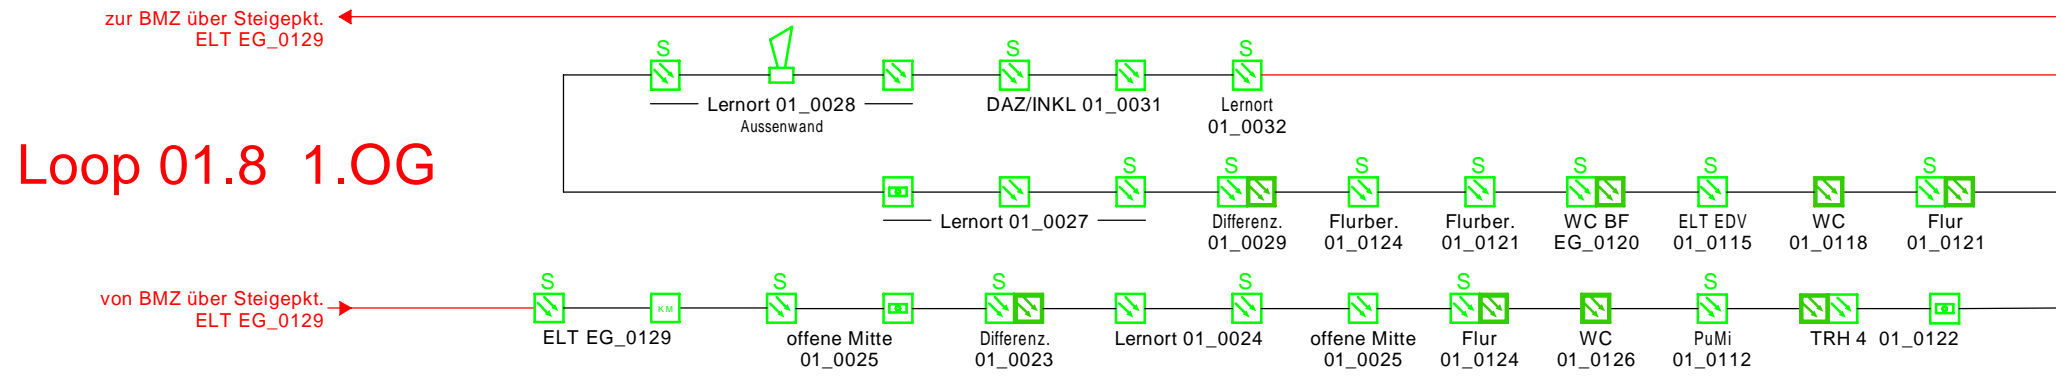 zur BMZ über Steigepkt.
ELT EG_0129
S S S
Lernort 01_0028
Aussenwand
DAZ/INKL 01_0031
Lernort
01_0032
Loop 01.8 1.OG
S S S S S S S
Lernort 01_0027
Differenz.
01_0029
Flurber.
01_0124
Flurber.
01_0121
WC BF
EG_0120
ELT EDV
01_0115
WC
01_0118
Flur
01_0121
von BMZ über Steigepkt.
ELT EG_0129
S S S S S S
KM
ELT EG_0129
offene Mitte
01_0025
Differenz.
01_0023
Lernort 01_0024
offene Mitte
01_0025
Flur
01_0124
WC
01_0126
PuMi
01_0112
TRH 4 01_0122